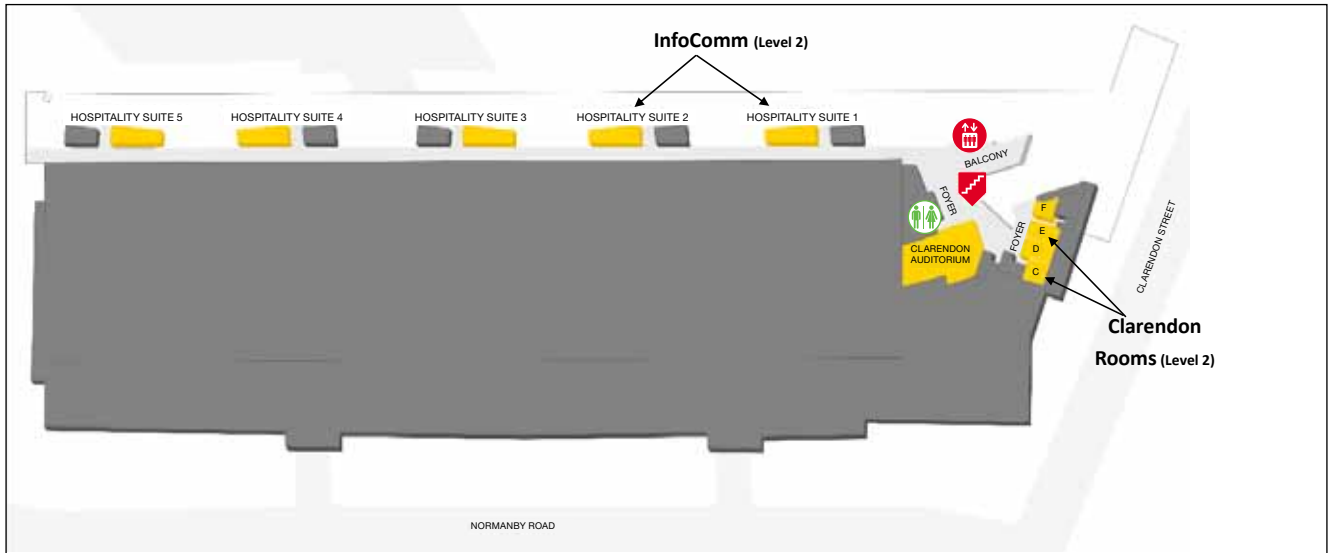 InfoComm (Level 2)
HOSPITALITY SUITE 5
HOSPITALITY SUITE 4
HOSPITALITY SUITE 3
HOSPITALITY SUITE 2
HOSPITALITY SUITE 1
BALCONY
FOYER
FOYER
F
E
D
C
CLARENDON
AUDITORIUM
CLARENDON STREET
Clarendon
Rooms (Level 2)
NORMANBY ROAD